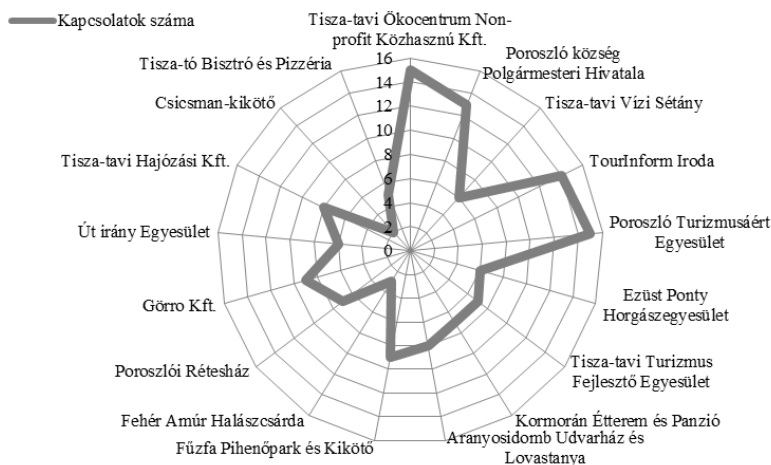 Kapcsolatok száma
Tisza-tavi Ökocentrum Non-
profit Közhasznú Kft.
Poroszló község
Polgármesteri Hivatala
Tisza-tavi Vízi Sétány
TourInform Iroda
Poroszló Turizmusáért
Egyesület
Ezüst Ponty
Horgászegyesület
Tisza-tavi Turizmus
Fejlesztő Egyesület
Kormorán Étterem és Panzió
Aranyosidomb Udvarház és
Lovastanya
Fűzfa Pihenőpark és Kikötő
Fehér Amúr Halászcsárda
Poroszlói Rétesház
Görro Kft.
Út irány Egyesület
Tisza-tavi Hajózási Kft.
Csicsman-kikötő
Tisza-tó Bisztró és Pizzéria
16
14
12
10
8
6
4
2
0